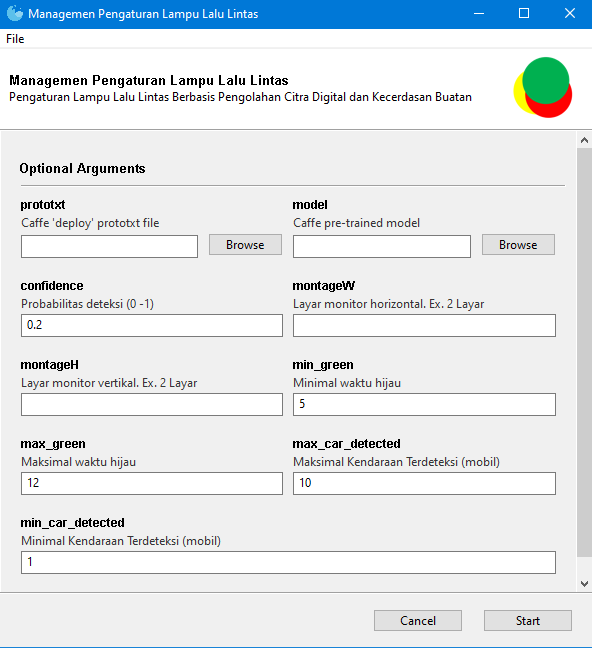 Managemen Pengaturan Lampu Lalu Lintas
File
Managemen Pengaturan Lampu Lalu Lintas
Pengaturan Lampu Lalu Lintas Berbasis Pengolahan Citra Digital dan Kecerdasan Buatan
Optional Arguments
prototxt
Caffe 'deploy' prototxt file
Browse
model
Caffe pre-trained model
Browse
confidence
Probabilitas deteksi (0 -1)
0.2
montageW
Layar monitor horizontal. Ex. 2 Layar
montageH
Layar monitor vertikal. Ex. 2 Layar
min_green
Minimal waktu hijau
5
max_green
Maksimal waktu hijau
12
max_car_detected
Maksimal Kendaraan Terdeteksi (mobil)
10
min_car_detected
Minimal Kendaraan Terdeteksi (mobil)
1
Cancel
Start